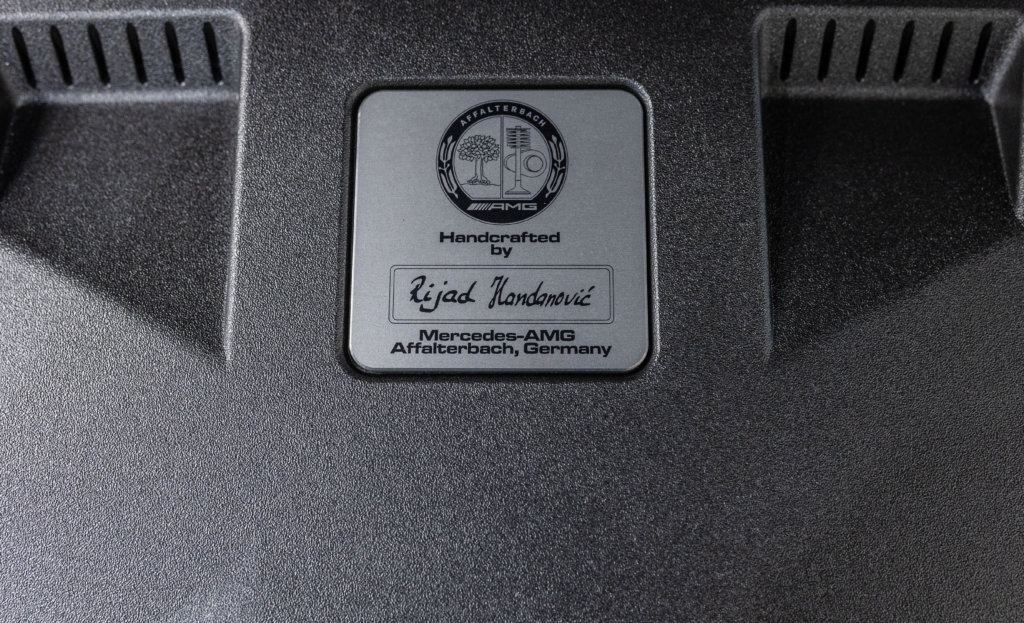 AFFALTERBACH
AMG
Handcrafted
by
Rijad Handanović
Mercedes-AMG
Affalterbach, Germany